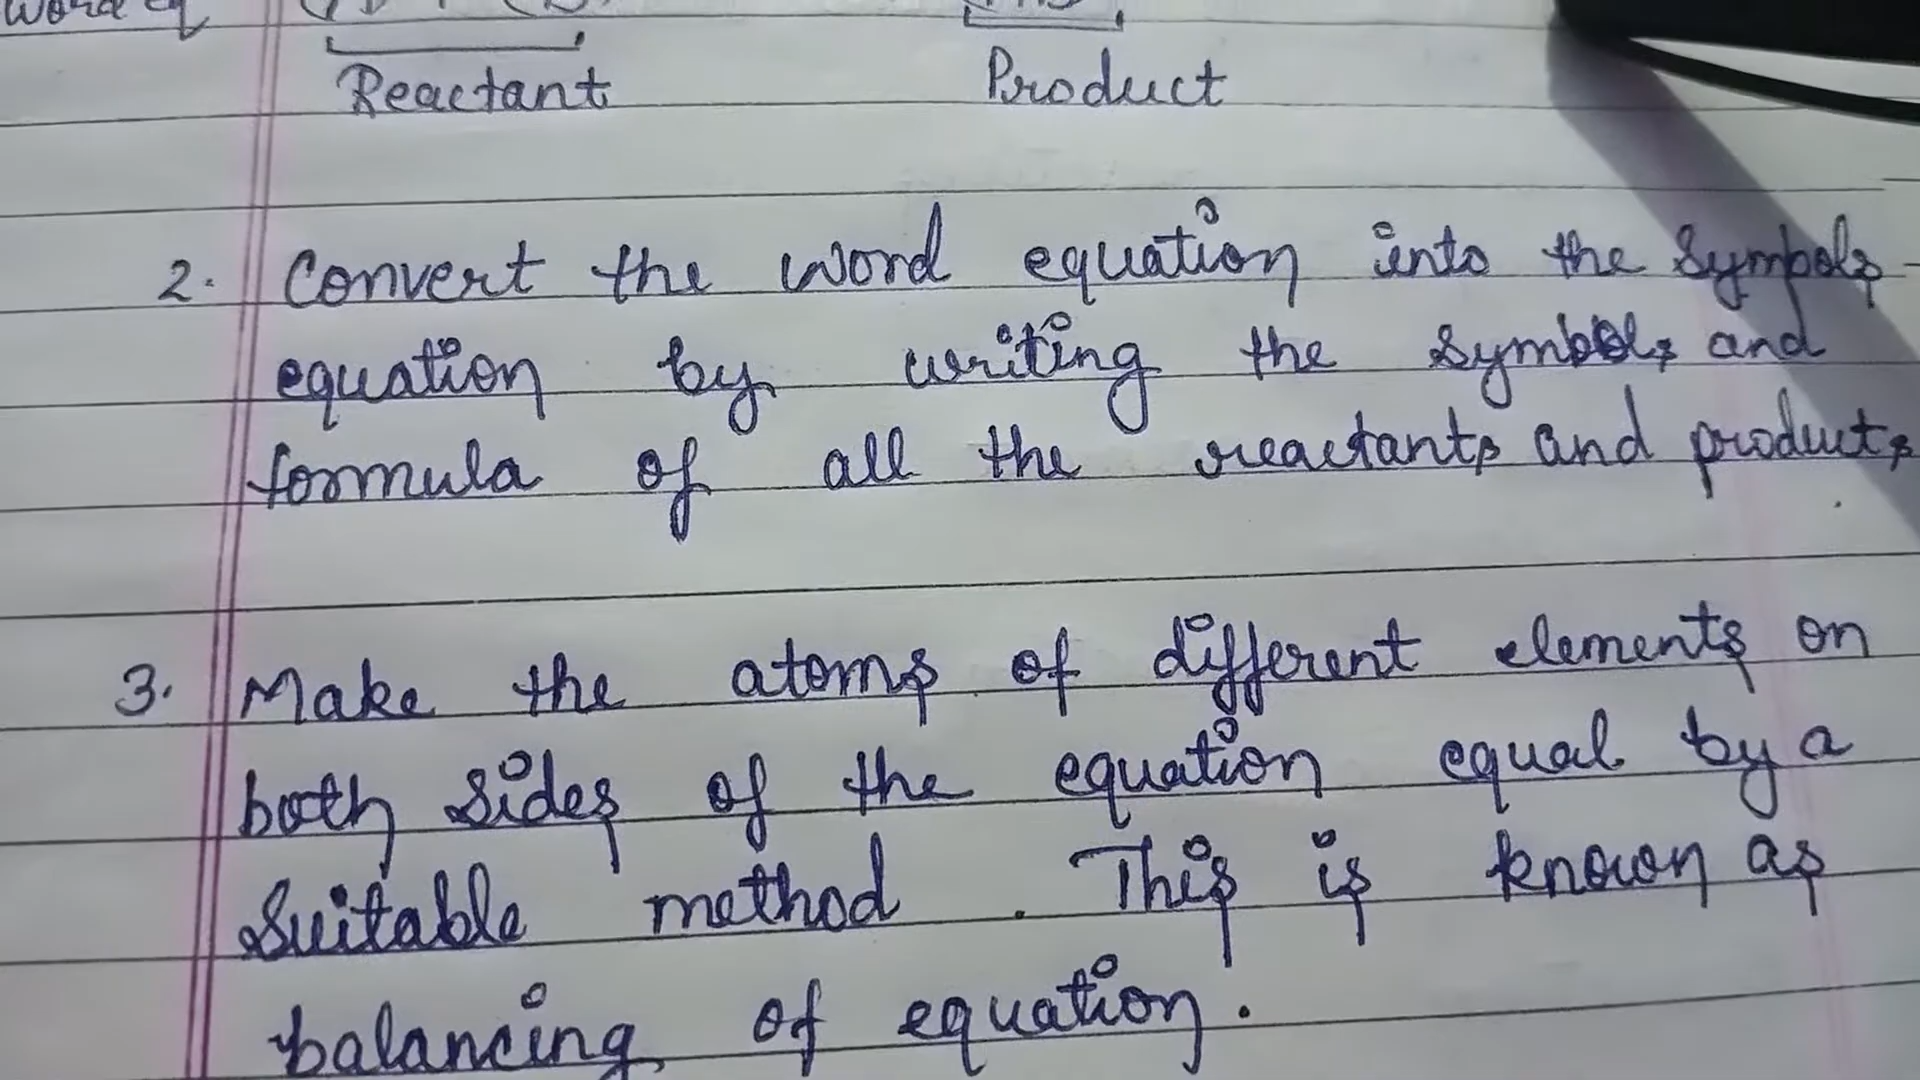 word eq
Reactant Product
2. Convert the word equation into the symbols
equation by writing the symbols and
formula of all the reactants and products
.
3. Make the atoms of different elements on
both sides of the equation equal by a
suitable method . This is known as
balancing of equation.